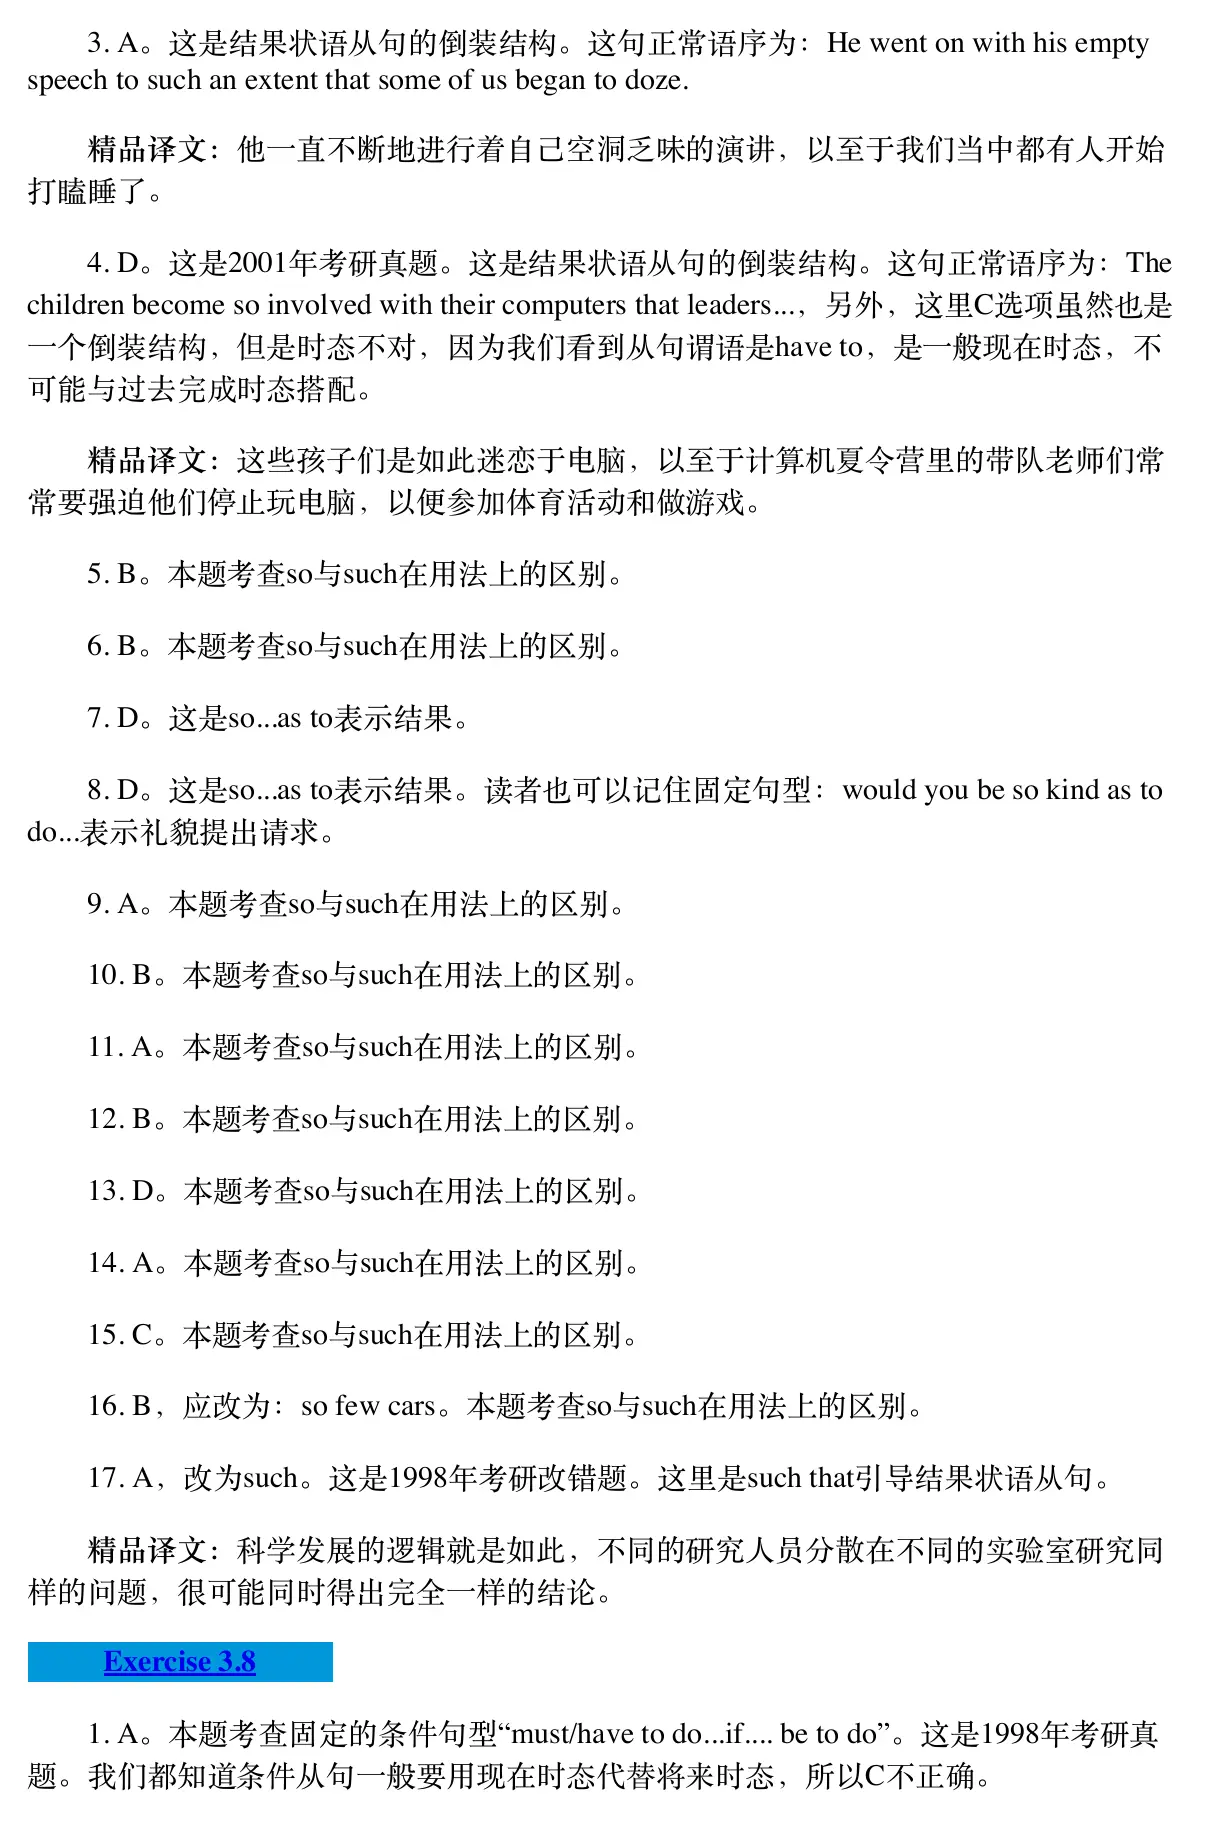 3. A。这是结果状语从句的倒装结构。这句正常语序为：He went on with his empty
speech to such an extent that some of us began to doze.
精品译文：他一直不断地进行着自己空洞乏味的演讲，以至于我们当中都有人开始
打瞌睡了。
4. D。这是2001年考研真题。这是结果状语从句的倒装结构。这句正常语序为：The
children become so involved with their computers that leaders...，另外，这里C选项虽然也是
一个倒装结构，但是时态不对，因为我们看到从句谓语是have to，是一般现在时态，不
可能与过去完成时态搭配。
精品译文：这些孩子们是如此迷恋于电脑，以至于计算机夏令营里的带队老师们常
常要强迫他们停止玩电脑，以便参加体育活动和做游戏。
5. B。本题考查so与such在用法上的区别。
6. B。本题考查so与such在用法上的区别。
7. D。这是so...as to表示结果。
8. D。这是so...as to表示结果。读者也可以记住固定句型：would you be so kind as to
do...表示礼貌提出请求。
9. A。本题考查so与such在用法上的区别。
10. B。本题考查so与such在用法上的区别。
11. A。本题考查so与such在用法上的区别。
12. B。本题考查so与such在用法上的区别。
13. D。本题考查so与such在用法上的区别。
14. A。本题考查so与such在用法上的区别。
15. C。本题考查so与such在用法上的区别。
16. B，应改为：so few cars。本题考查so与such在用法上的区别。
17. A，改为such。这是1998年考研改错题。这里是such that引导结果状语从句。
精品译文：科学发展的逻辑就是如此，不同的研究人员分散在不同的实验室研究同
样的问题，很可能同时得出完全一样的结论。
Exercise 3.8
1. A。本题考查固定的条件句型“must/have to do...if.... be to do”。这是1998年考研真
题。我们都知道条件从句一般要用现在时态代替将来时态，所以C不正确。